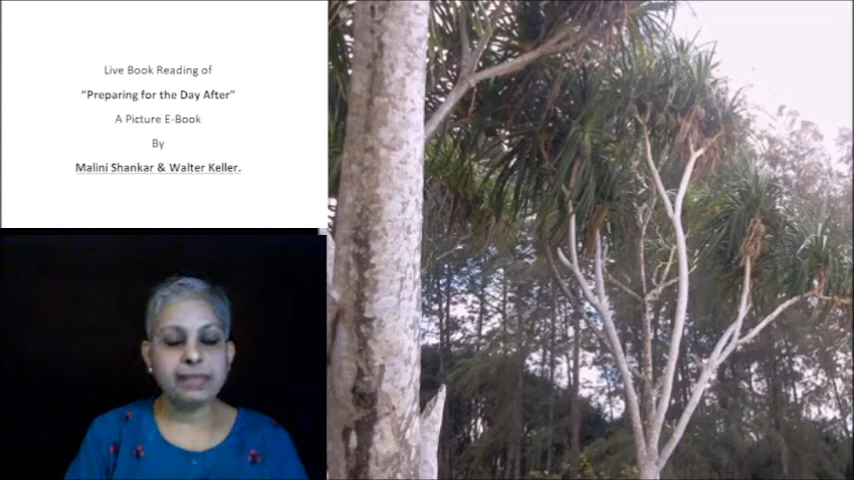 Live Book Reading of
“Preparing for the Day After”
A Picture E-Book
By
Malini Shankar & Walter Keller.